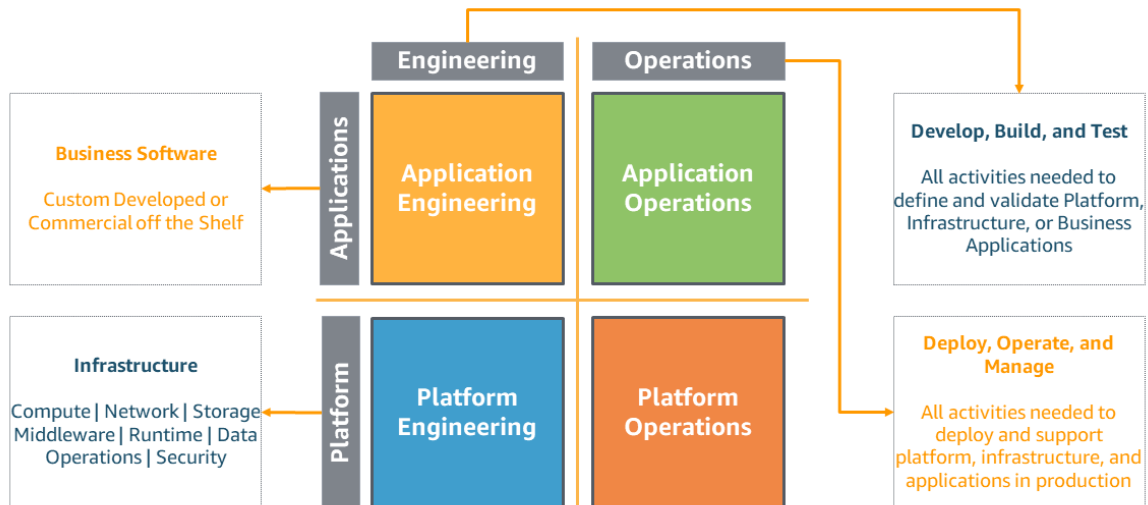 Engineering
Operations
Applications
Platform
Business Software
Custom Developed or
Commercial off the Shelf
Application
Engineering
Application
Operations
Develop, Build, and Test
All activities needed to
define and validate Platform,
Infrastructure, or Business
Applications
Infrastructure
Compute | Network | Storage
Middleware | Runtime | Data
Operations | Security
Platform
Engineering
Platform
Operations
Deploy, Operate, and
Manage
All activities needed to
deploy and support
platform, infrastructure, and
applications in production